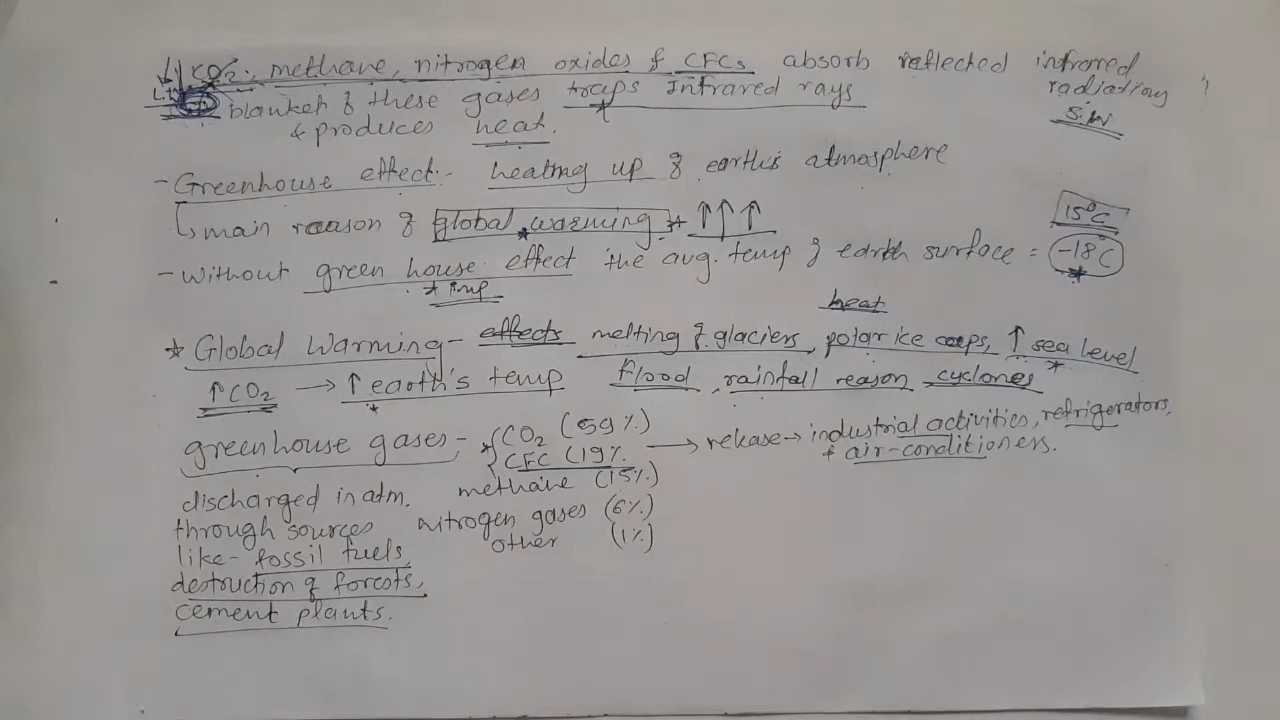 CO2, methane, nitrogen oxides & CFCs absorb reflected infrared radiation
blanket of these gases traps Infrared rays
& produces heat.
- Greenhouse effect:- heating up of earth's atmosphere
main reason of global warming * ↑↑↑
15°C
- without green house effect the avg. temp of earth surface = -18°C
* Imp
heat
* Global Warming - effects melting of glaciers, polar ice caps, ↑ sea level
↑CO2 → ↑ earth's temp flood, rainfall reason cyclones
greenhouse gases - CO2 (59%)
CFC (19%. → release → industrial activities, refrigerators,
& air-conditioners.
discharged in atm. methane (15%)
through sources nitrogen gases (6%)
like - fossil fuels, other (1%)
destruction of forests,
cement plants.